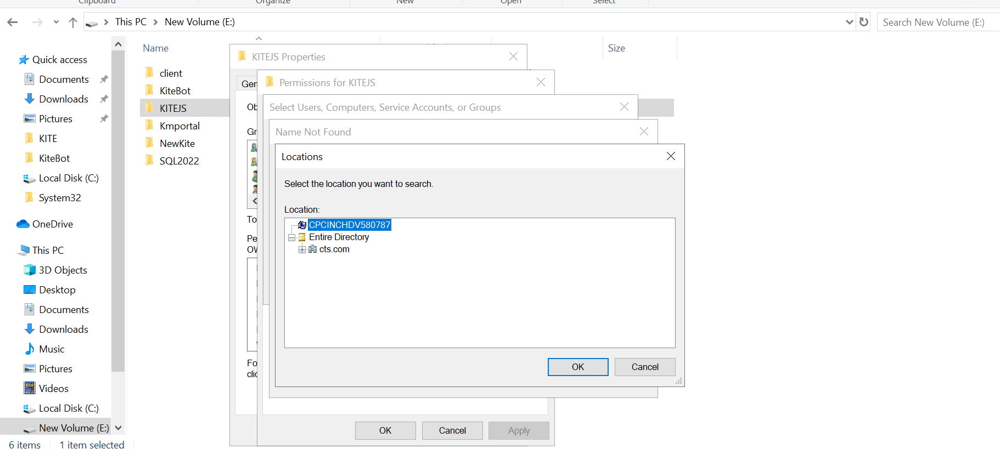 Clipboard Organize New Open Select
This PC > New Volume (E:)
Search New Volume (E:)
Name
Size
Quick access
Documents
Downloads
Pictures
KITE
KiteBot
Local Disk (C:)
System32
OneDrive
This PC
3D Objects
Desktop
Documents
Downloads
Music
Pictures
Videos
Local Disk (C:)
New Volume (E:)
6 items
1 item selected
client
KiteBot
KITEJS
Kmportal
NewKite
SQL2022
KITEJS Properties
Gen
Ob
Gr
To
Pe
OW
Fo
clic
Permissions for KITEJS
Select Users, Computers, Service Accounts, or Groups
Name Not Found
Locations
Select the location you want to search.
Location:
CPCINCHDV580787
Entire Directory
cts.com
OK
Cancel
OK
Cancel
Apply